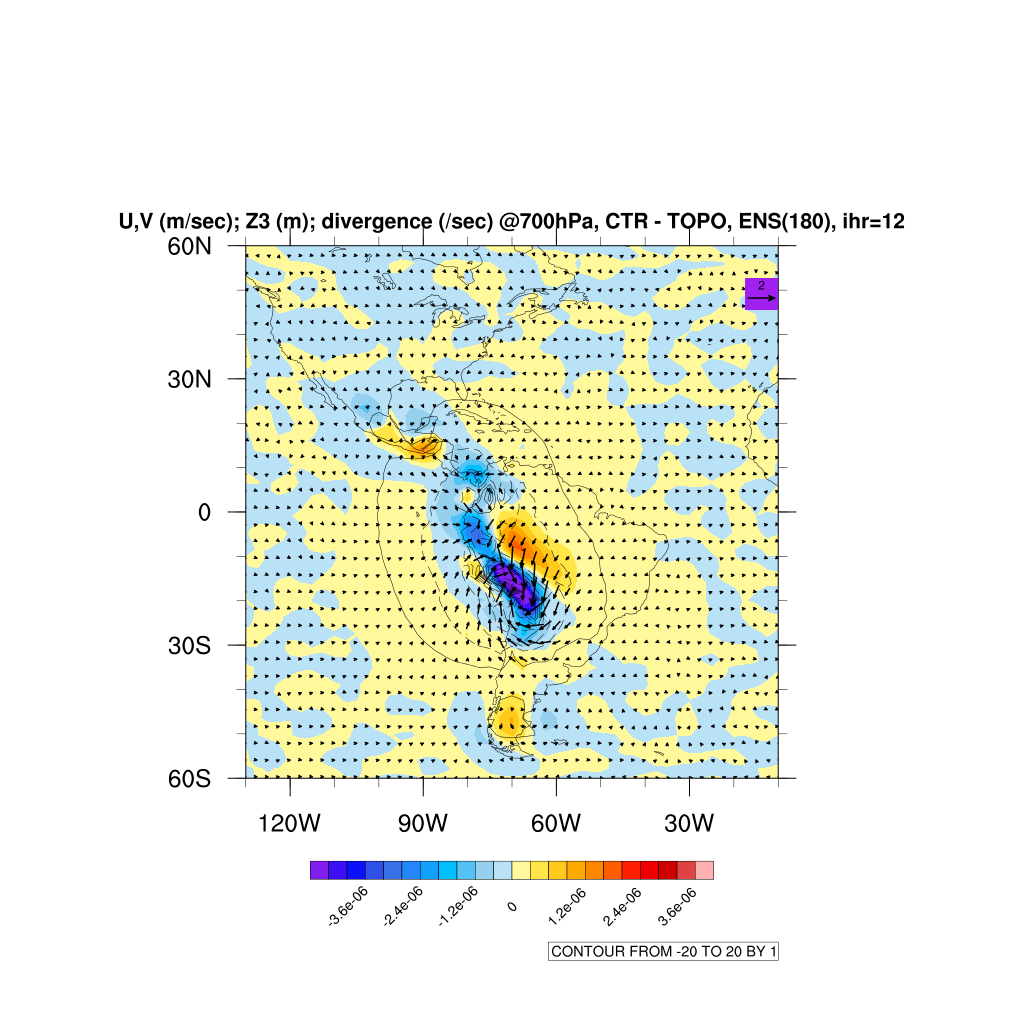 U,V (m/sec); Z3 (m); divergence (/sec) @700hPa, CTR - TOPO, ENS(180), ihr=12
60N
2
30N
0
30S
60S
120W 90W 60W 30W
-3.6e-06 -2.4e-06 -1.2e-06 0 1.2e-06 2.4e-06 3.6e-06
CONTOUR FROM -20 TO 20 BY 1